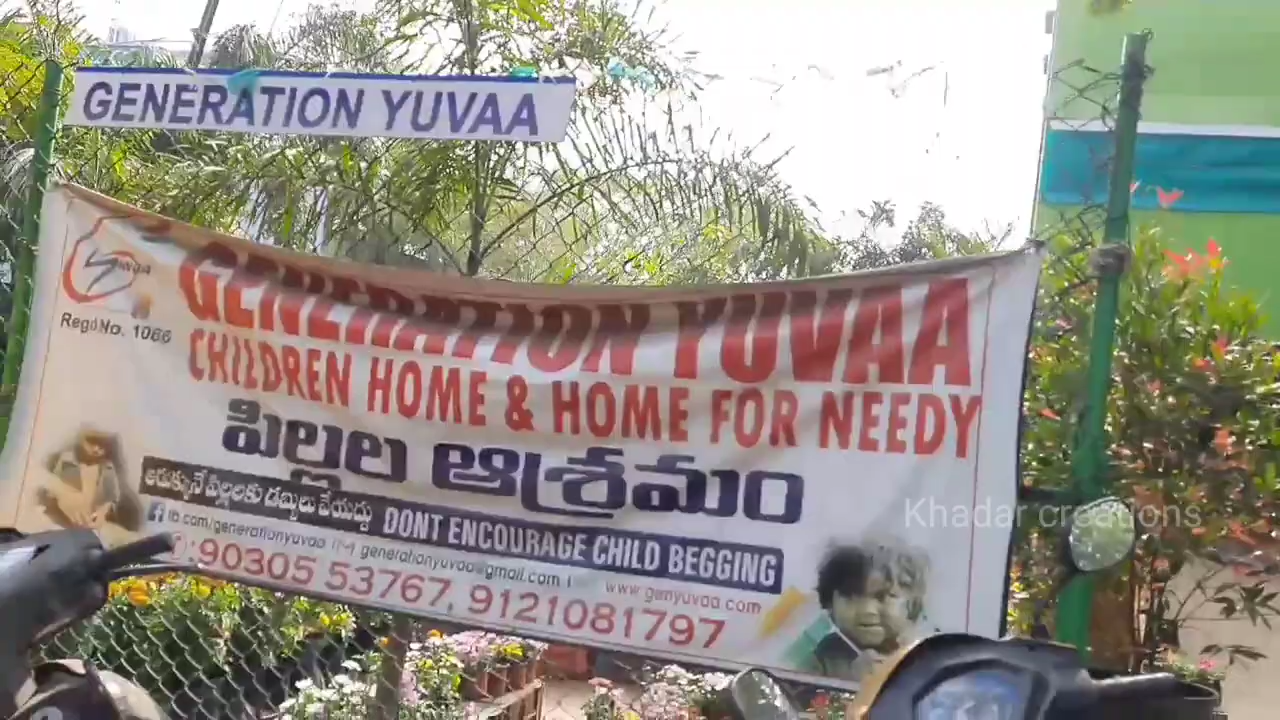 GENERATION YUVAA
Regd No. 1066
GENERATION YUVAA
CHILDREN HOME & HOME FOR NEEDY
పిల్లల ఆశ్రమం
అడుక్కునే పిల్లలకు డబ్బులు వేయద్దు DONT ENCOURAGE CHILD BEGGING
fb.com/generationyuvaa generationyuvaa@gmail.com www.genyuvaa.com
:90305 53767, 9121081797
Khadar creations